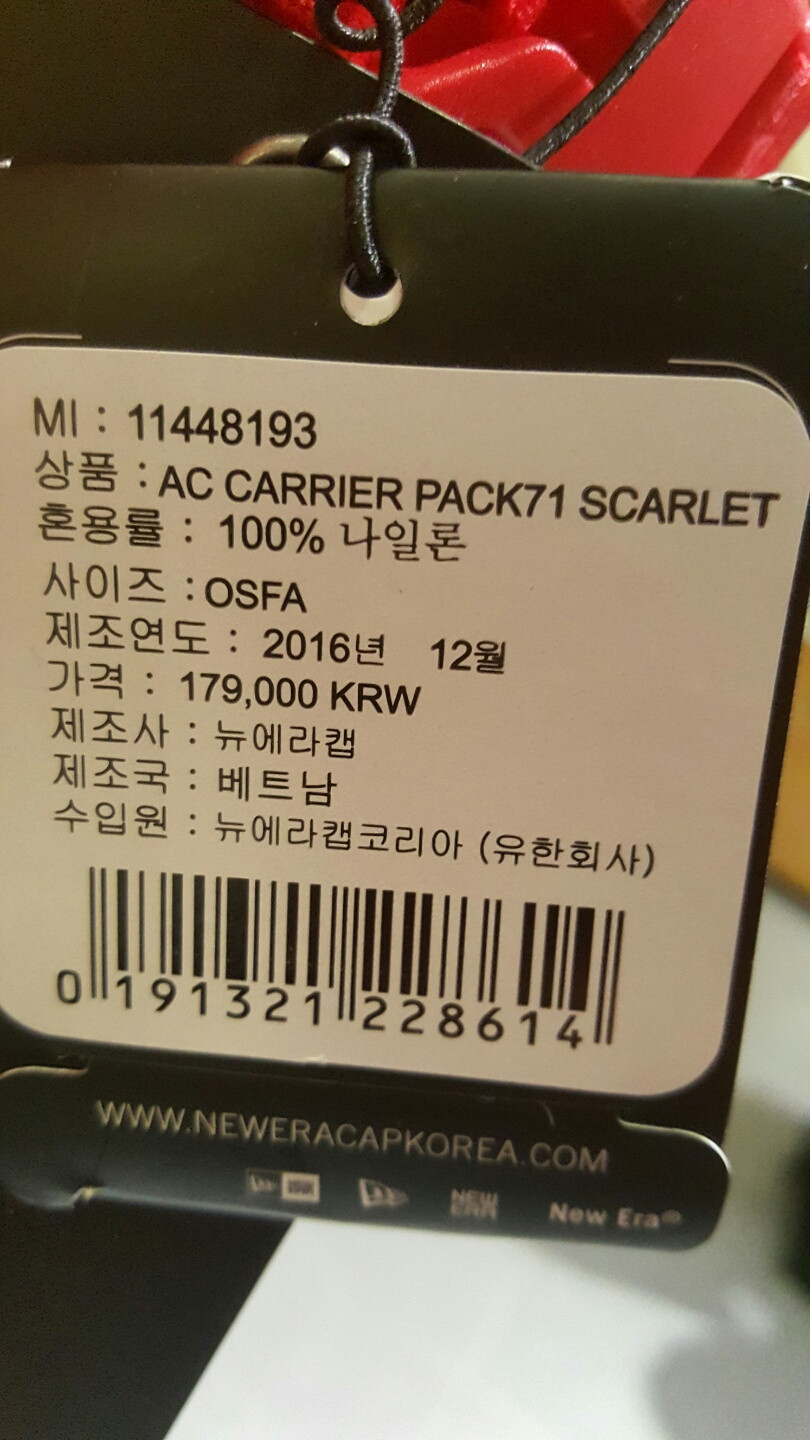 MI : 11448193
상품 : AC CARRIER PACK71 SCARLET
혼용률 : 100% 나일론
사이즈 : OSFA
제조연도 : 2016년 12월
가격 : 179,000 KRW
제조사 : 뉴에라캡
제조국 : 베트남
수입원 : 뉴에라캡코리아 (유한회사)
0 191321 228614
WWW.NEWERACAPKOREA.COM
NEW ERA New Era®